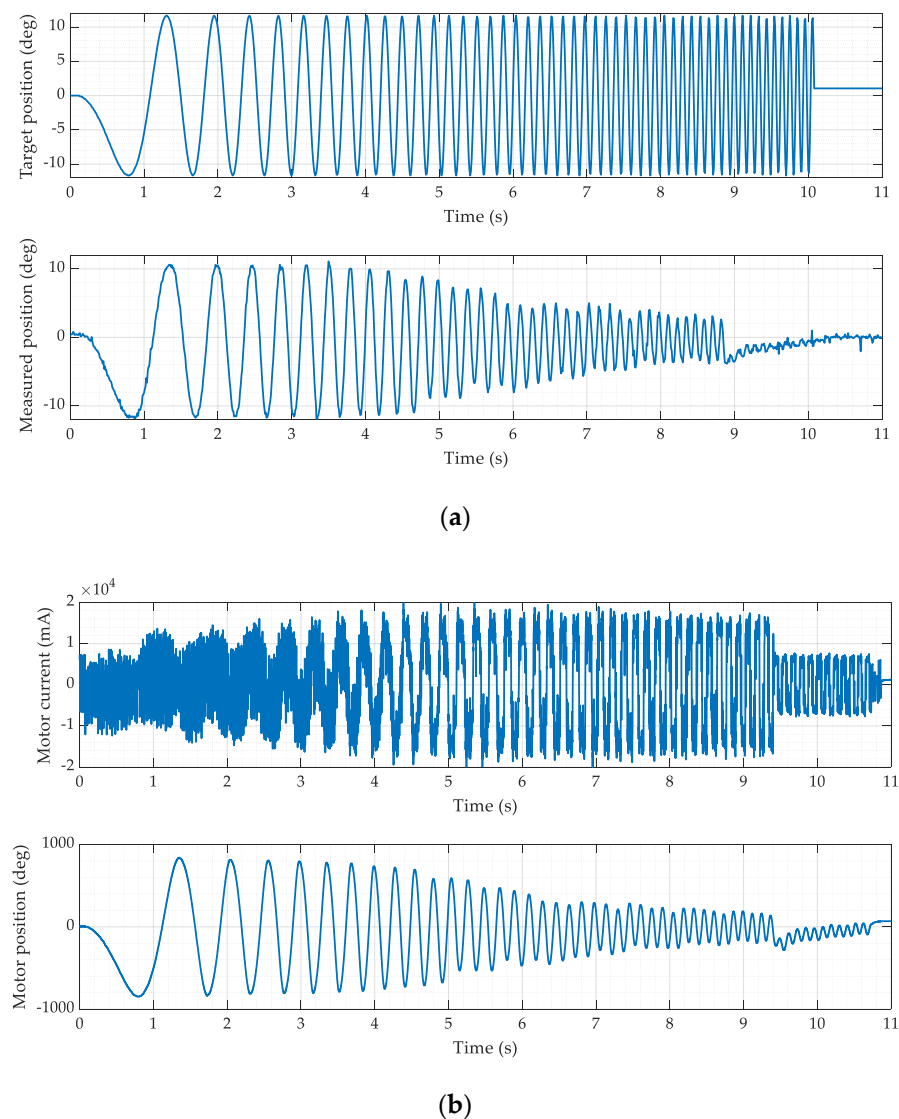 Target position (deg)
10
5
0
-5
-10
0 1 2 3 4 5 6 7 8 9 10 11
Time (s)
Measured position (deg)
10
0
-10
0 1 2 3 4 5 6 7 8 9 10 11
Time (s)
(a)
×10⁴
Motor current (mA)
2
1
0
-1
-2
0 1 2 3 4 5 6 7 8 9 10 11
Time (s)
Motor position (deg)
1000
0
-1000
0 1 2 3 4 5 6 7 8 9 10 11
Time (s)
(b)